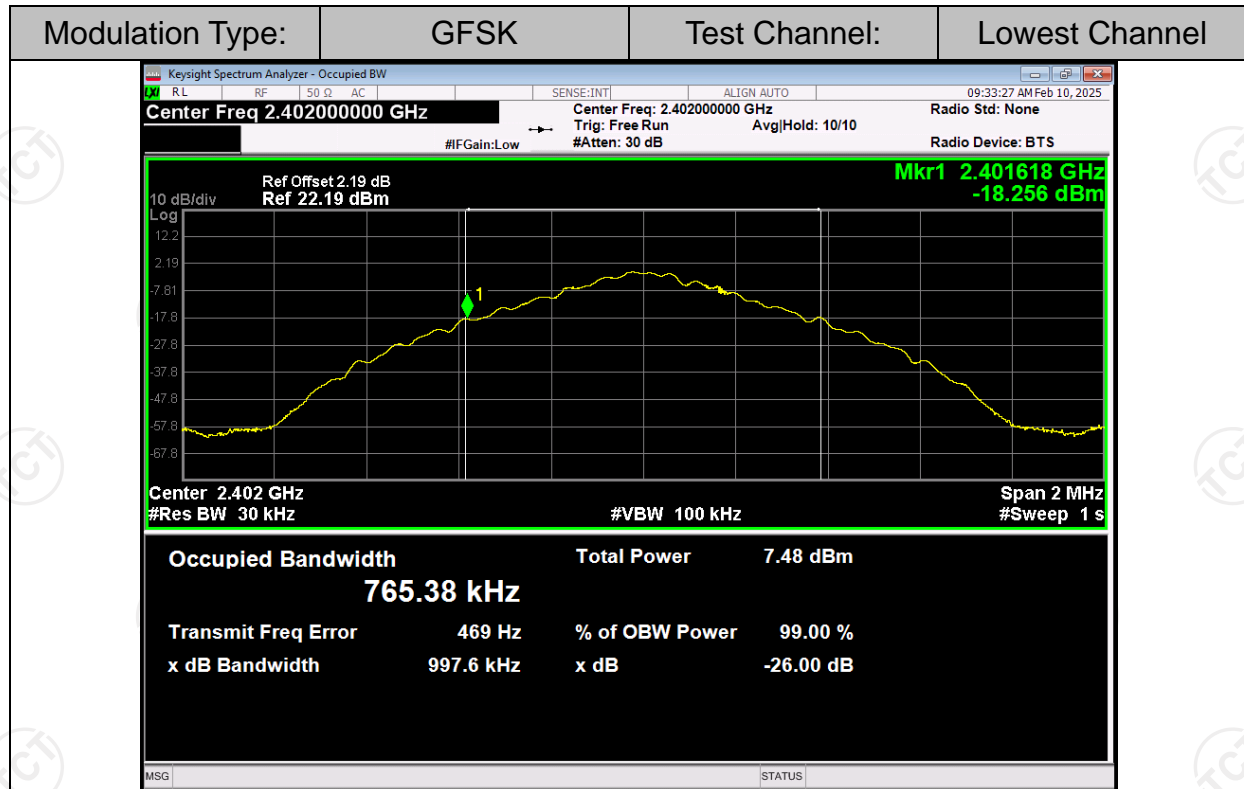 Modulation Type: GFSK Test Channel: Lowest Channel
Keysight Spectrum Analyzer - Occupied BW
LXI RL RF 50 Ω AC SENSE:INT ALIGN AUTO 09:33:27 AM Feb 10, 2025
Center Freq 2.402000000 GHz Center Freq: 2.402000000 GHz Radio Std: None
Trig: Free Run Avg|Hold: 10/10
#IFGain:Low #Atten: 30 dB Radio Device: BTS
Mkr1 2.401618 GHz
Ref Offset 2.19 dB
10 dB/div Ref 22.19 dBm -18.256 dBm
Log
12.2
2.19
-7.81
1
-17.8
-27.8
-37.8
-47.8
-57.8
-67.8
Center 2.402 GHz Span 2 MHz
#Res BW 30 kHz #VBW 100 kHz #Sweep 1 s
Occupied Bandwidth Total Power 7.48 dBm
765.38 kHz
Transmit Freq Error 469 Hz % of OBW Power 99.00 %
x dB Bandwidth 997.6 kHz x dB -26.00 dB
MSG STATUS
TCT
TCT
TCT
TCT
TCT
TCT